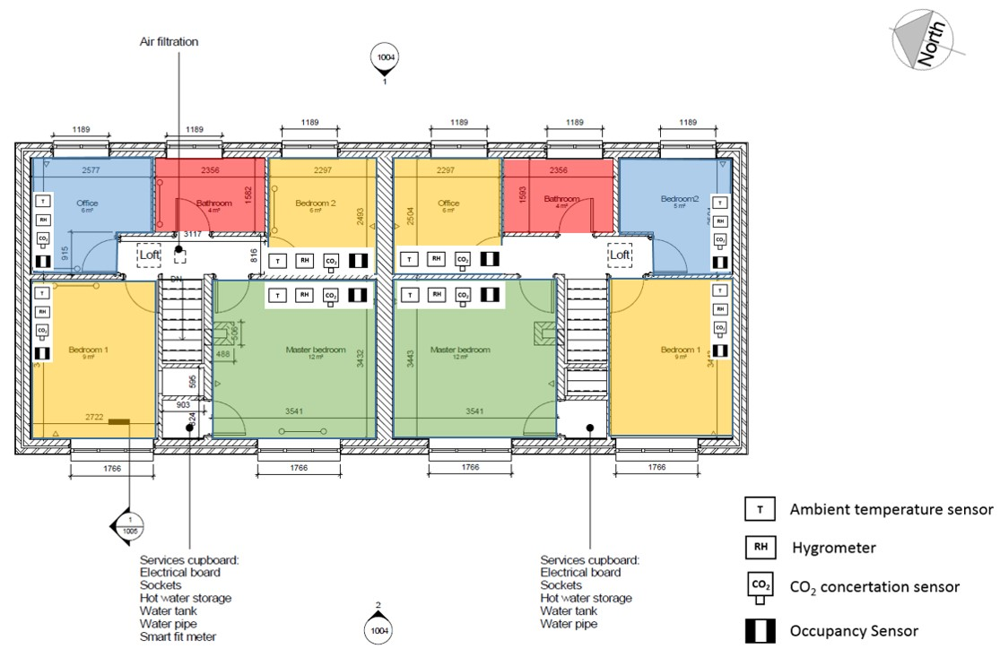 Air filtration
North
1004
1
1189
1189
1189
1189
1189
1189
2577
2356
2297
2297
2356
Office
6 m²
Bathroom
4 m²
1582
Bedroom 2
6 m²
2493
2504
Office
6 m²
1593
Bathroom
4 m²
Bedroom2
5 m²
T
RH
CO₂
915
3117
Loft
816
DN
T RH CO₂
T RH CO₂
Loft
T
RH
CO₂
T
RH
CO₂
T RH CO₂
T RH CO₂
T
RH
CO₂
Bedroom 1
9 m²
506
488
Master bedroom
12 m²
3432
3443
Master bedroom
12 m²
Bedroom 1
9 m²
595
903
2722
3541
3541
1766
1766
1766
1766
1
1005
Services cupboard:
Electrical board
Sockets
Hot water storage
Water tank
Water pipe
Smart fit meter
2
1004
Services cupboard:
Electrical board
Sockets
Hot water storage
Water tank
Water pipe
T Ambient temperature sensor
RH Hygrometer
CO₂ CO₂ concertation sensor
Occupancy Sensor